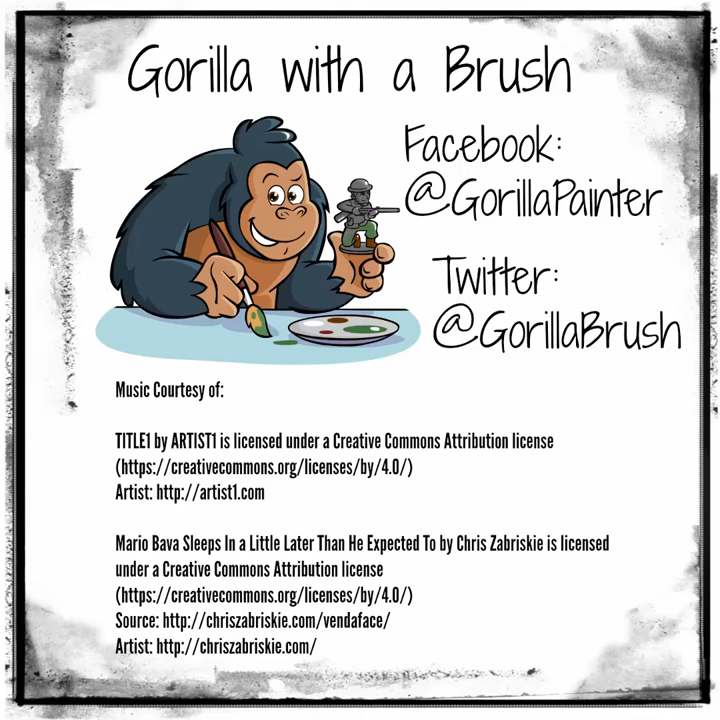 Gorilla with a Brush
Facebook:
@GorillaPainter
Twitter:
@GorillaBrush
Music Courtesy of:
TITLE1 by ARTIST1 is licensed under a Creative Commons Attribution license
(https://creativecommons.org/licenses/by/4.0/)
Artist: http://artist1.com
Mario Bava Sleeps In a Little Later Than He Expected To by Chris Zabriskie is licensed
under a Creative Commons Attribution license
(https://creativecommons.org/licenses/by/4.0/)
Source: http://chriszabriskie.com/vendaface/
Artist: http://chriszabriskie.com/